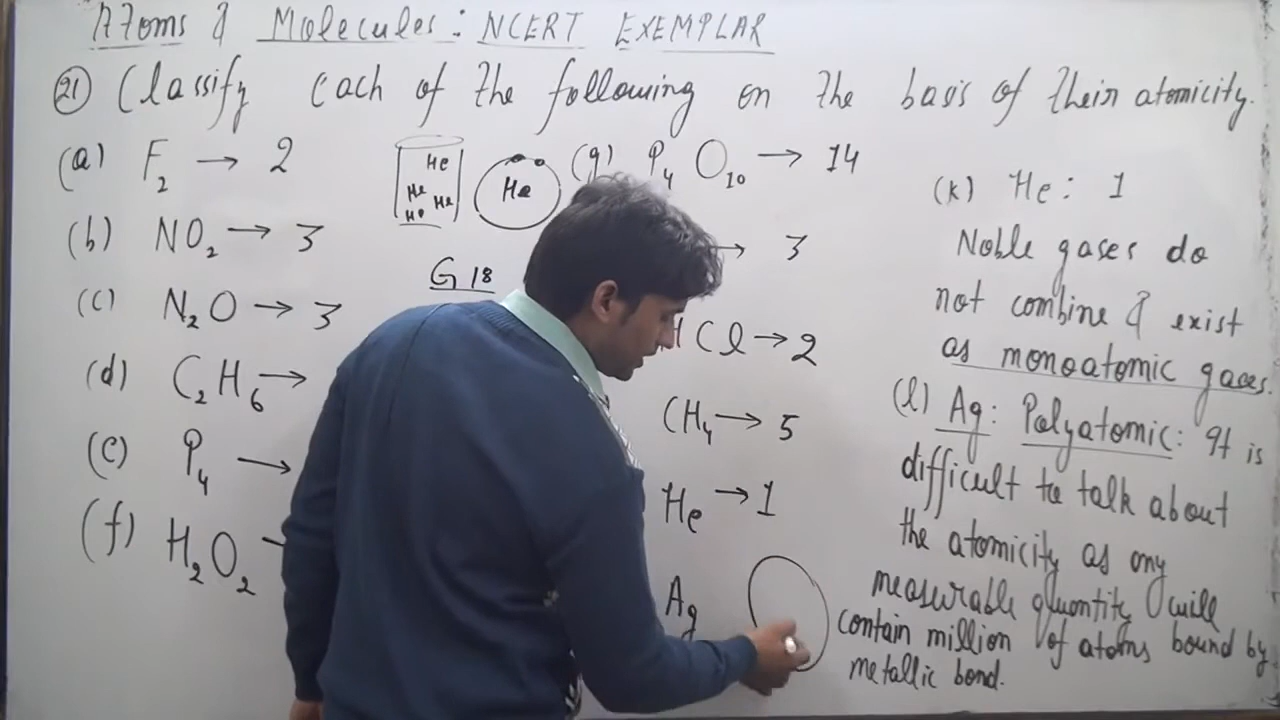 Atoms & Molecules : NCERT EXEMPLAR
(21) Classify each of the following on the basis of their atomicity.
(a) F₂ → 2
(b) NO₂ → 3
(c) N₂O → 3
(d) C₂H₆ →
(e) P₄ →
(f) H₂O₂
He
He He
He
He
G 18
(g) P₄ O₁₀ → 14
→ 3
HCl → 2
CH₄ → 5
He → 1
Ag
(k) He : 1
Noble gases do
not combine & exist
as monoatomic gases.
(l) Ag : Polyatomic : It is
difficult to talk about
the atomicity as any
measurable quantity will
contain million of atoms bound by
metallic bond.